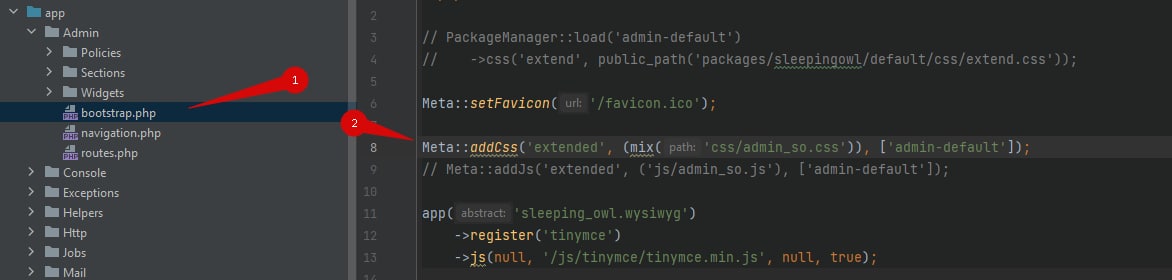 app
Admin
Policies
Sections
Widgets
bootstrap.php
navigation.php
routes.php
Console
Exceptions
Helpers
Http
Jobs
Mail
1
2
2
3 // PackageManager::load('admin-default')
4 //     ->css('extend', public_path('packages/sleepingowl/default/css/extend.css'));
5
6 Meta::setFavicon( url: '/favicon.ico');
7
8 Meta::addCss('extended', (mix( path: 'css/admin_so.css')), ['admin-default']);
9 // Meta::addJs('extended', ('js/admin_so.js'), ['admin-default']);
10
11 app( abstract: 'sleeping_owl.wysiwyg')
12     ->register('tinymce')
13     ->js(null, '/js/tinymce/tinymce.min.js', null, true);
14